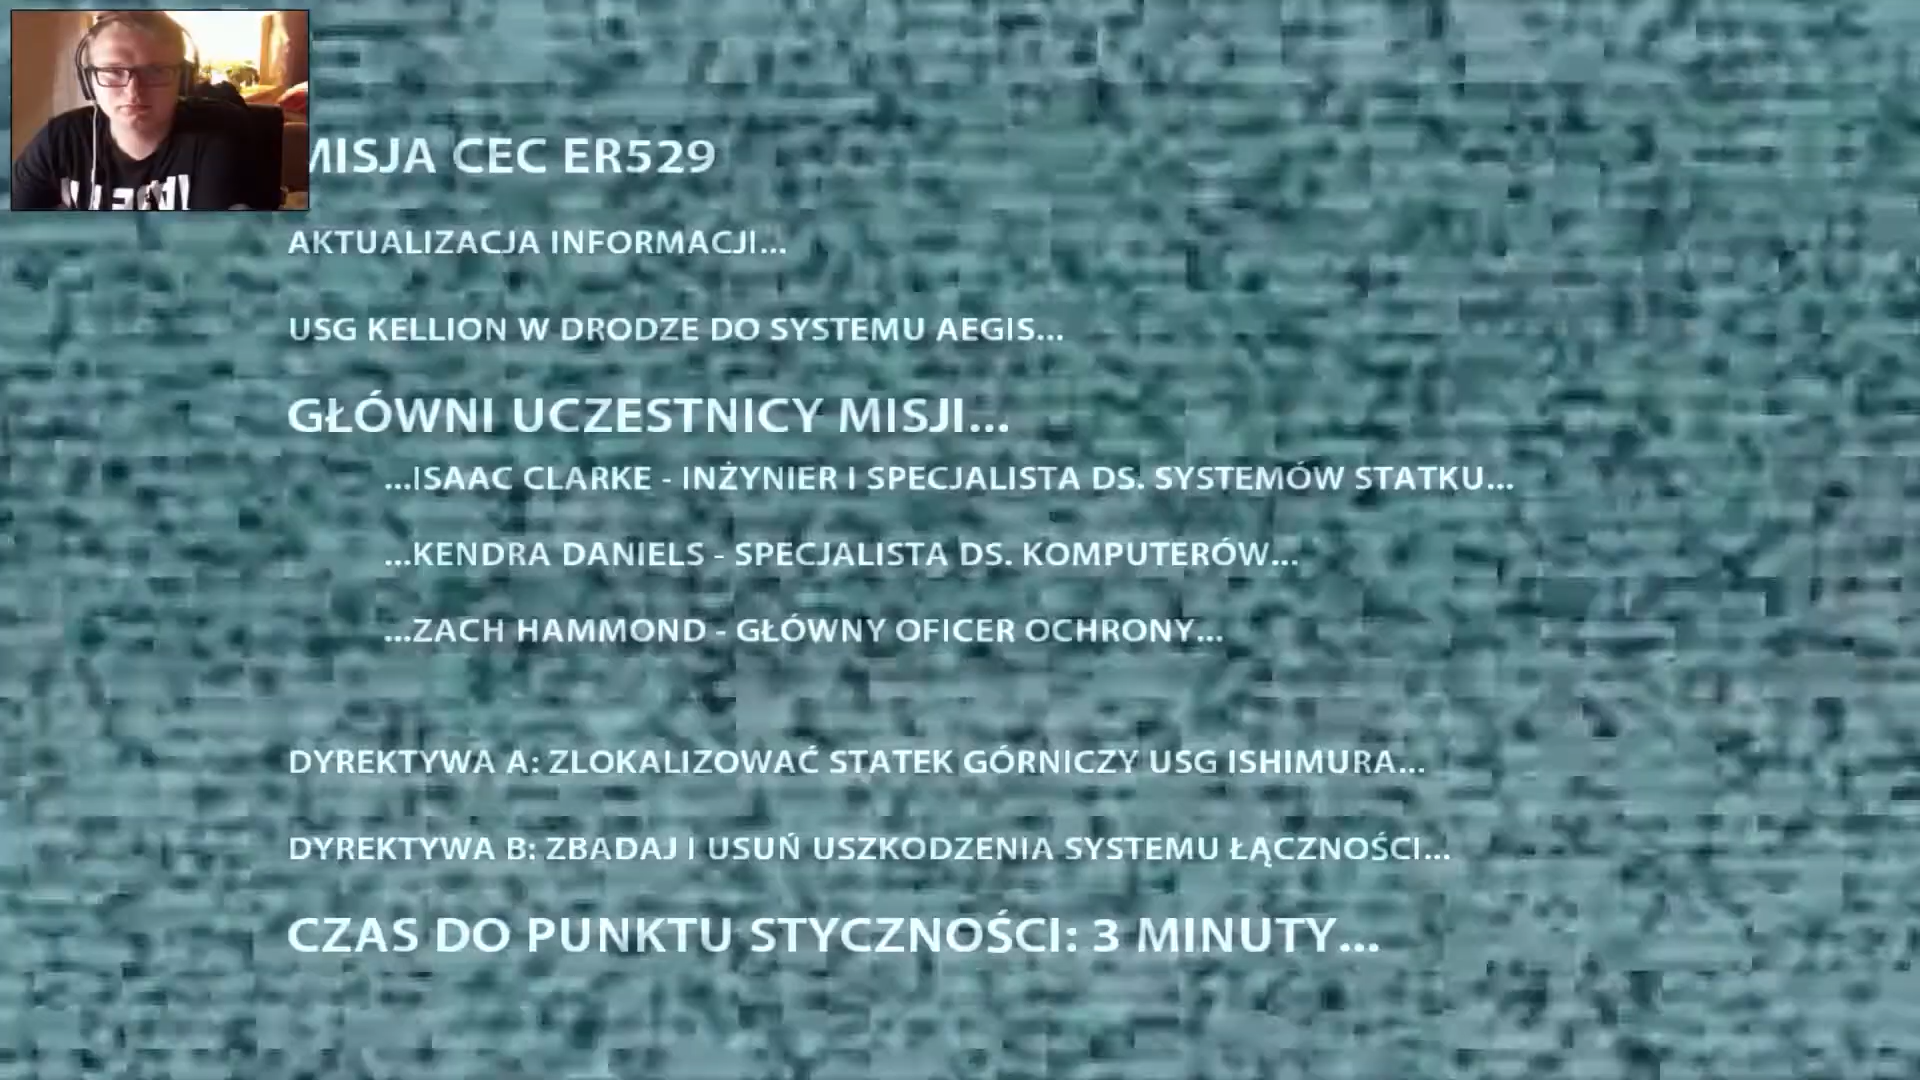 MISJA CEC ER529
AKTUALIZACJA INFORMACJI...
USG KELLION W DRODZE DO SYSTEMU AEGIS...
GŁÓWNI UCZESTNICY MISJI...
...ISAAC CLARKE - INŻYNIER I SPECJALISTA DS. SYSTEMÓW STATKU...
...KENDRA DANIELS - SPECJALISTA DS. KOMPUTERÓW...
...ZACH HAMMOND - GŁÓWNY OFICER OCHRONY...
DYREKTYWA A: ZLOKALIZOWAĆ STATEK GÓRNICZY USG ISHIMURA...
DYREKTYWA B: ZBADAJ I USUŃ USZKODZENIA SYSTEMU ŁĄCZNOŚCI...
CZAS DO PUNKTU STYCZNOŚCI: 3 MINUTY...